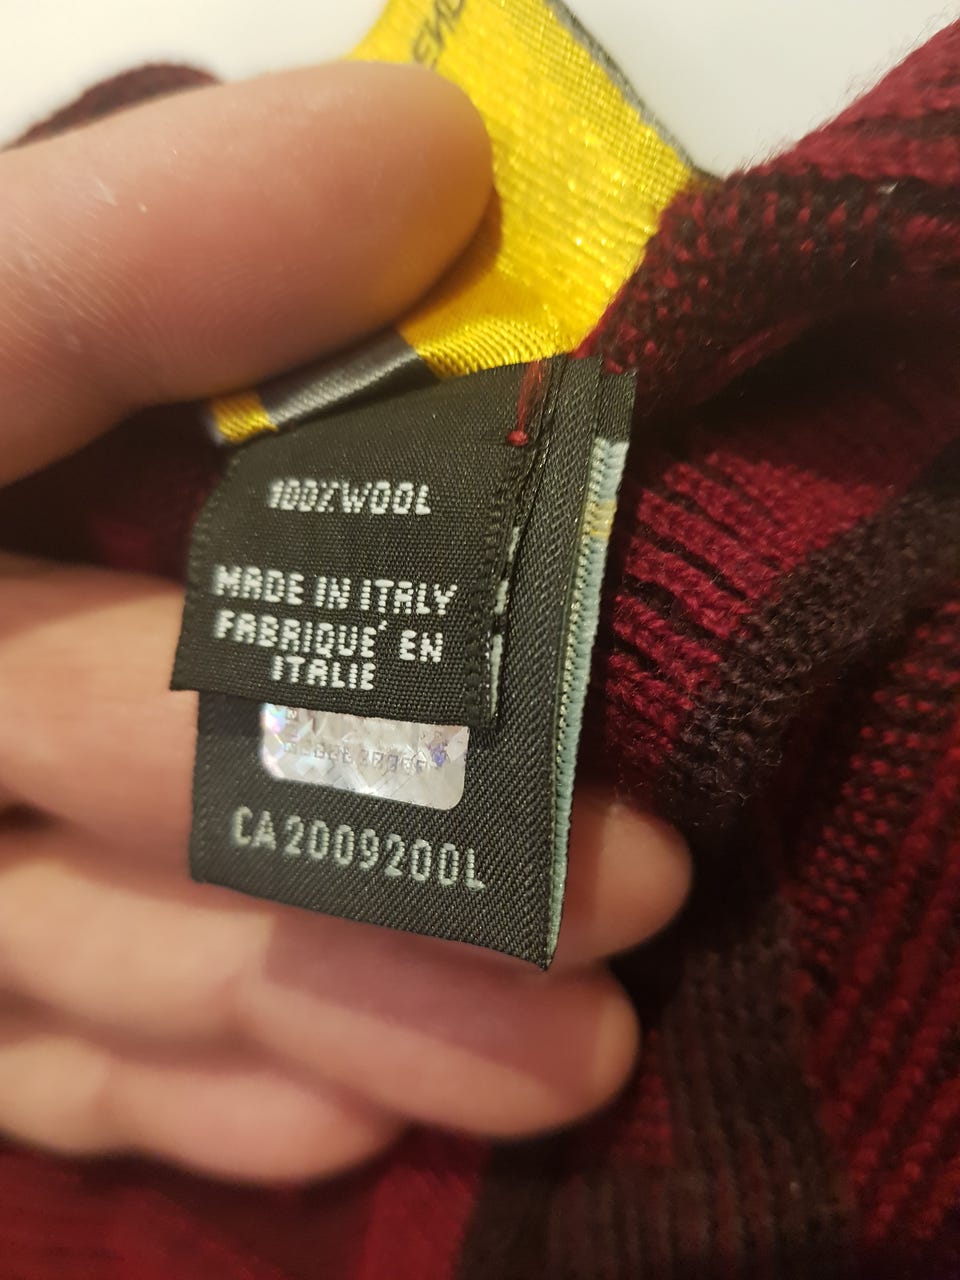 100% WOOL
MADE IN ITALY
FABRIQUE' EN
ITALIE
CA2009200L